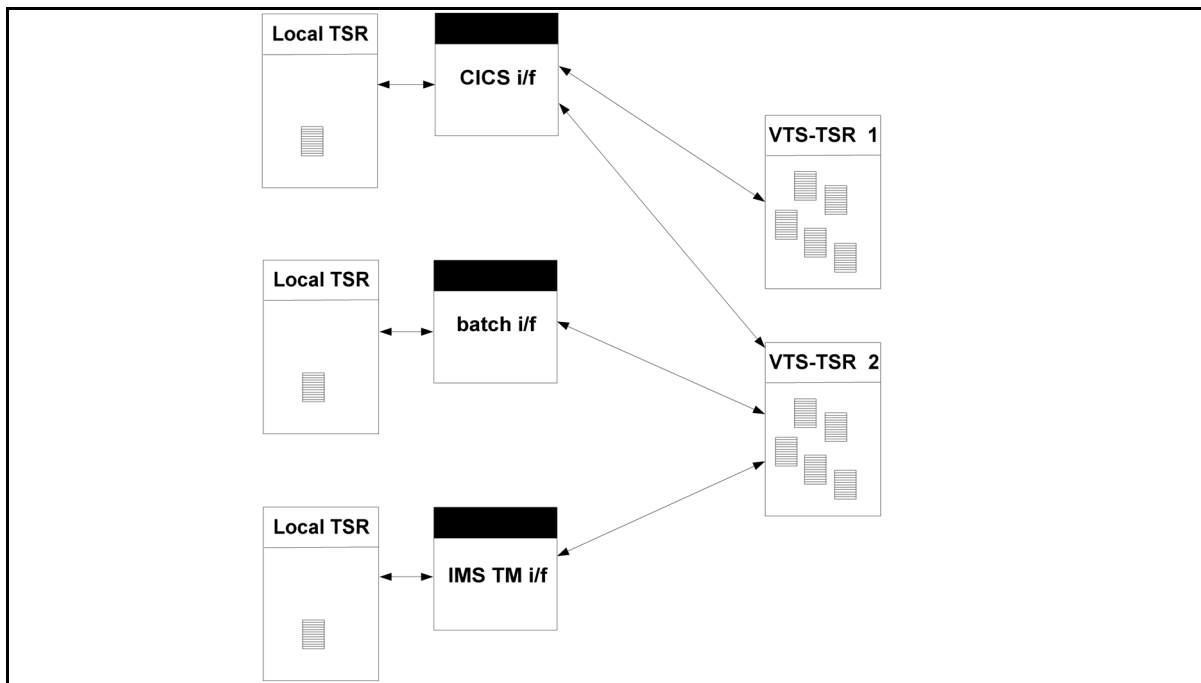 Local TSR
CICS i/f
VTS-TSR 1
Local TSR
batch i/f
VTS-TSR 2
Local TSR
IMS TM i/f